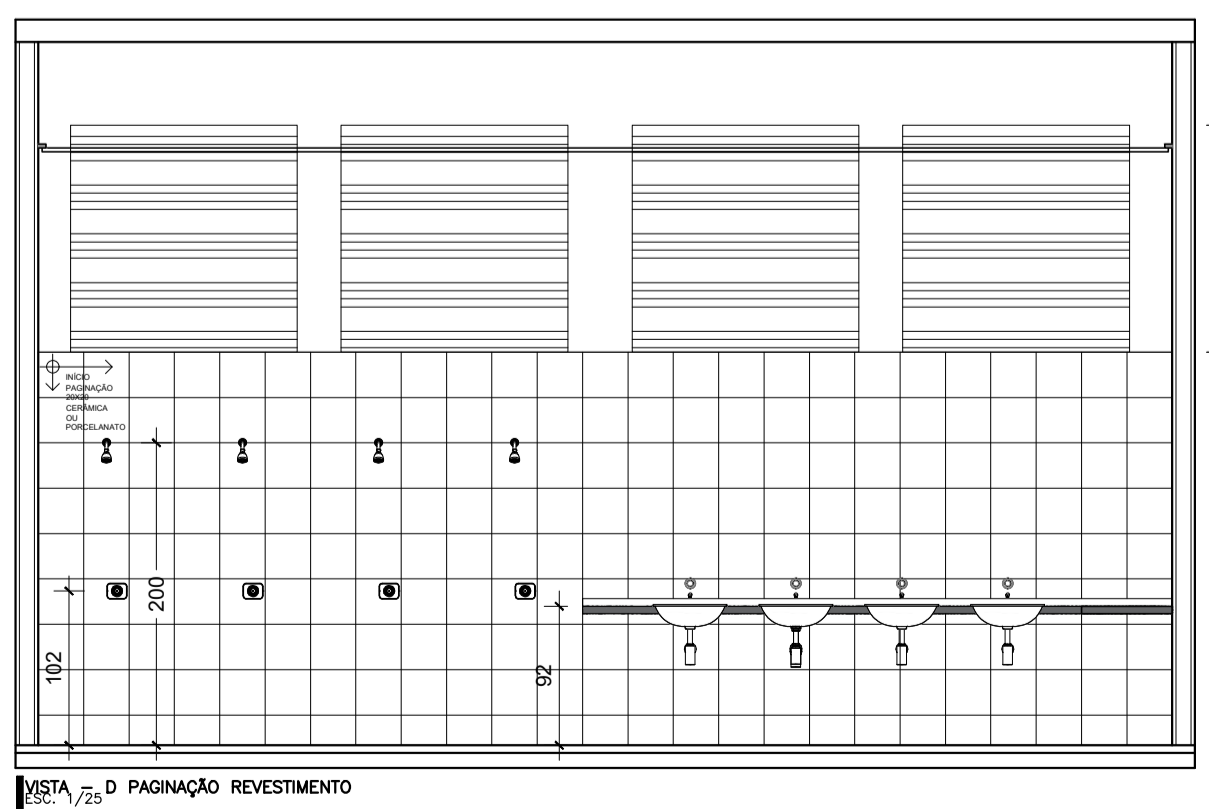 INÍCIO
PAGINAÇÃO
20X20
CERÂMICA
OU
PORCELANATO
200
102
92
VISTA – D PAGINAÇÃO REVESTIMENTO
ESC. 1/25